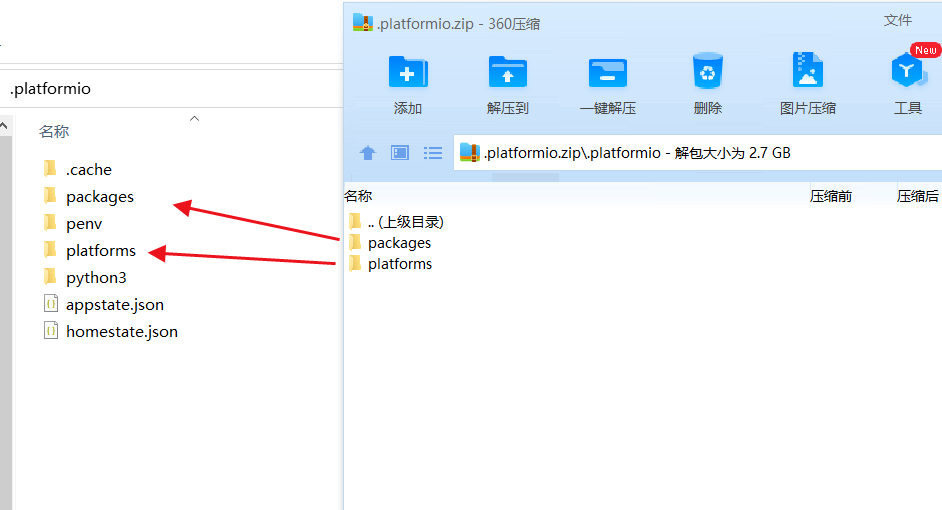 .platformio
名称
.cache
packages
penv
platforms
python3
appstate.json
homestate.json
.platformio.zip - 360压缩
文件
New
添加
解压到
一键解压
删除
图片压缩
工具
.platformio.zip\.platformio - 解包大小为 2.7 GB
名称
压缩前
压缩后
.. (上级目录)
packages
platforms